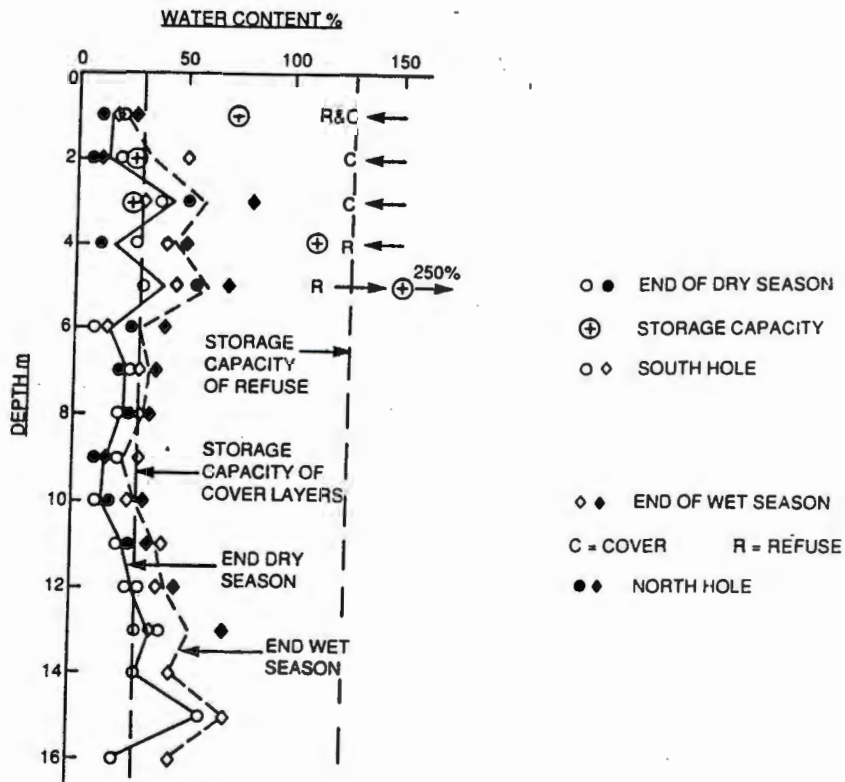 WATER CONTENT %
0 50 100 150
0
R&C
2
C
C
4
R
R
250%
6
STORAGE
CAPACITY
OF REFUSE
8
STORAGE
CAPACITY OF
COVER LAYERS
10
END DRY
SEASON
12
END WET
SEASON
14
16
DEPTH m
END OF DRY SEASON
STORAGE CAPACITY
SOUTH HOLE
END OF WET SEASON
C = COVER R = REFUSE
NORTH HOLE